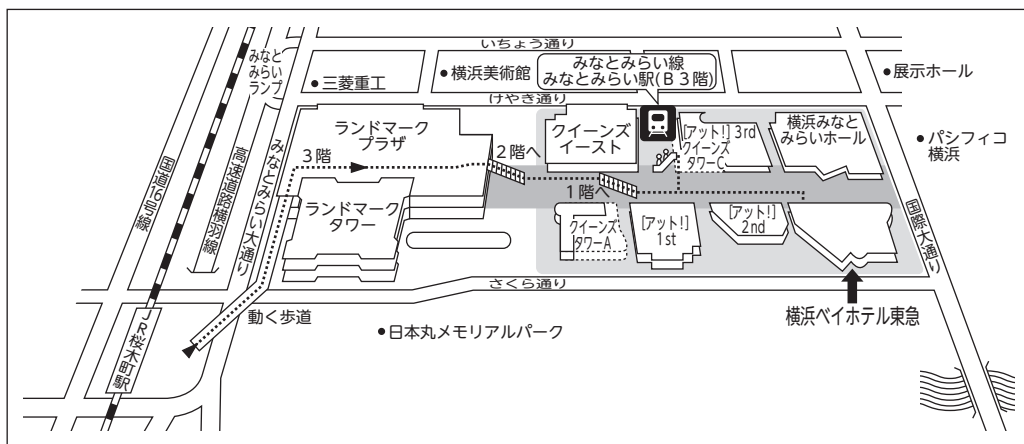 いちょう通り
みなと
みらい
ランプ
●三菱重工
●横浜美術館
みなとみらい線
みなとみらい駅(B3階)
●展示ホール
けやき通り
ランドマーク
プラザ
クイーンズ
イースト
[アット!] 3rd
クイーンズ
タワーC
横浜みなと
みらいホール
●パシフィコ
横浜
国道16号線
高速道路横羽線
みなとみらい大通り
3階
2階へ
1階へ
ランドマーク
タワー
クイーンズ
タワーA
[アット!]
1st
[アット!]
2nd
国際大通り
さくら通り
動く歩道
横浜ベイホテル東急
●日本丸メモリアルパーク
JR桜木町駅